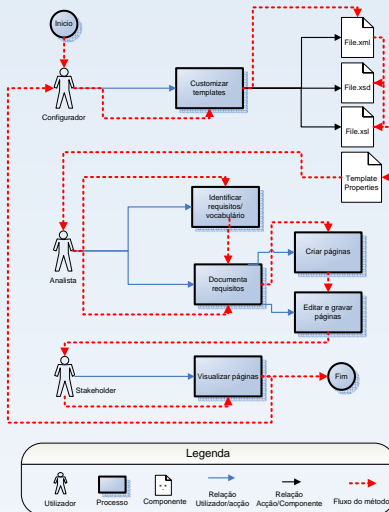 Inicio
File.xml
Configurador
Customizar
templates
File.xsd
File.xsl
Template
Properties
Identificar
requisitos/
vocabulário
Analista
Criar páginas
Documenta
requisitos
Editar e gravar
páginas
Stakeholder
Visualizar páginas
Fim
Legenda
Utilizador
Processo
Componente
Relação
Utilizador/acção
Relação
Acção/Componente
Fluxo do método